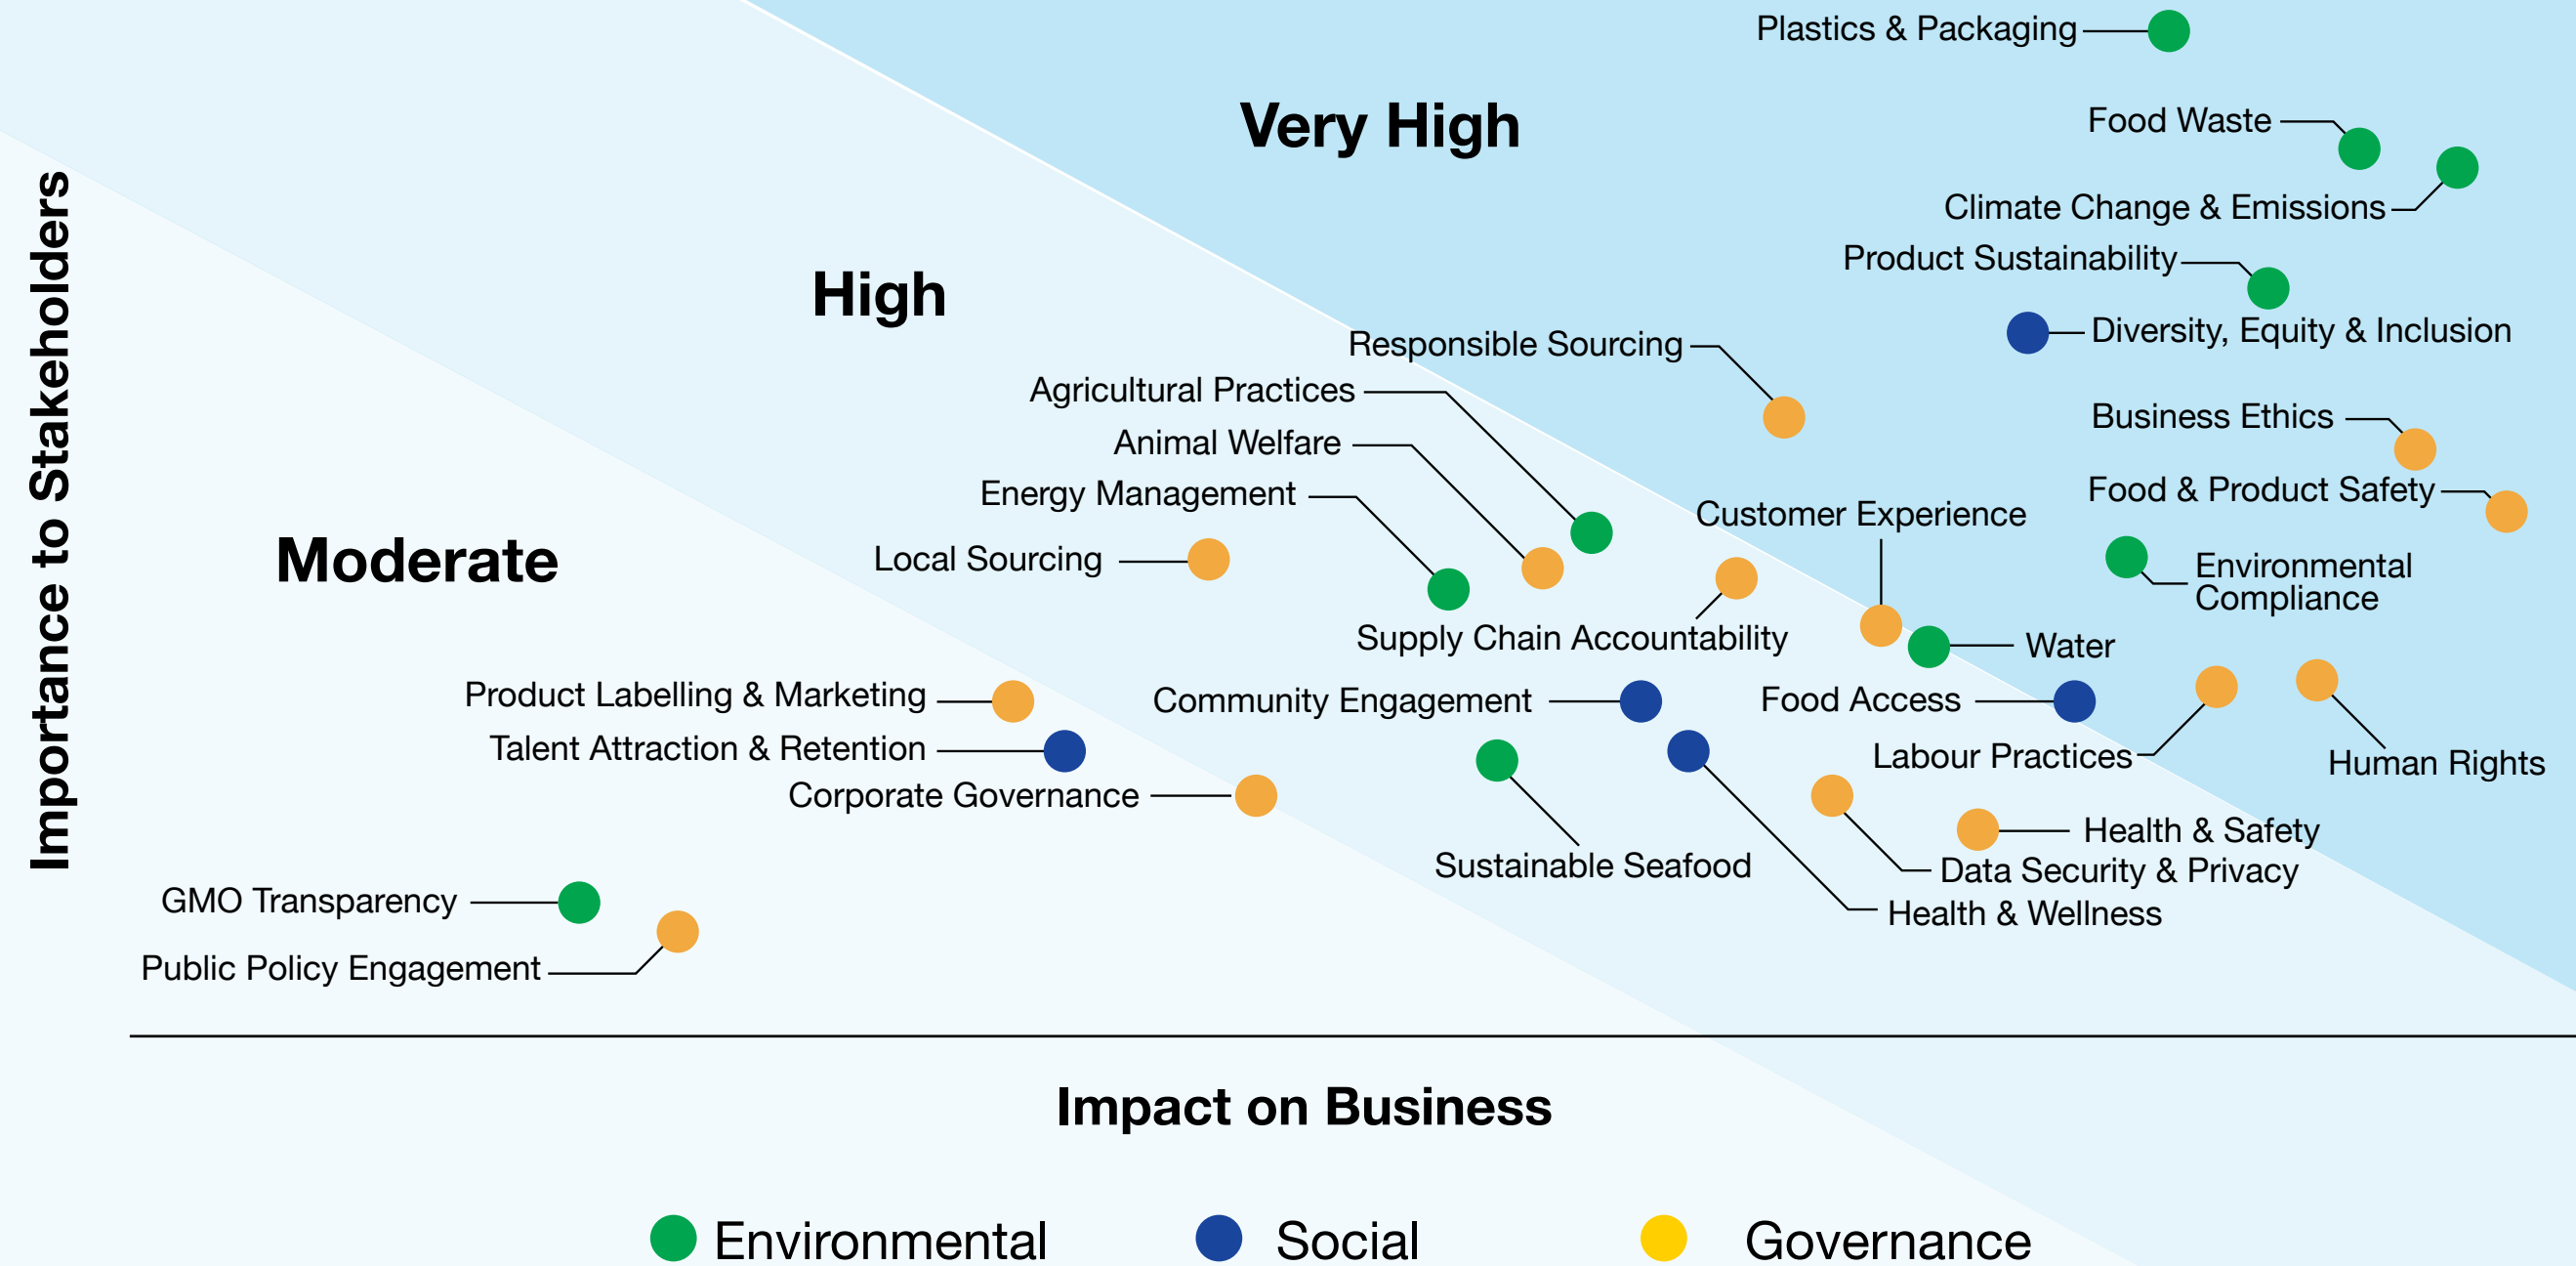 Plastics & Packaging
Very High
Food Waste
Climate Change & Emissions
Product Sustainability
High
Diversity, Equity & Inclusion
Responsible Sourcing
Agricultural Practices
Business Ethics
Animal Welfare
Energy Management
Food & Product Safety
Customer Experience
Importance to Stakeholders
Moderate
Local Sourcing
Environmental
Compliance
Supply Chain Accountability
Water
Product Labelling & Marketing
Community Engagement
Food Access
Talent Attraction & Retention
Labour Practices
Human Rights
Corporate Governance
Health & Safety
Sustainable Seafood
Data Security & Privacy
GMO Transparency
Health & Wellness
Public Policy Engagement
Impact on Business
Environmental
Social
Governance